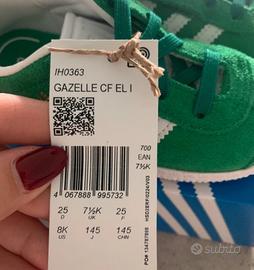 IH0363
GAZELLE CF EL I
700
EAN
7½K
4 067888 995732
25 7½K 25
D UK F
8K 145 145
US J CHN
subito